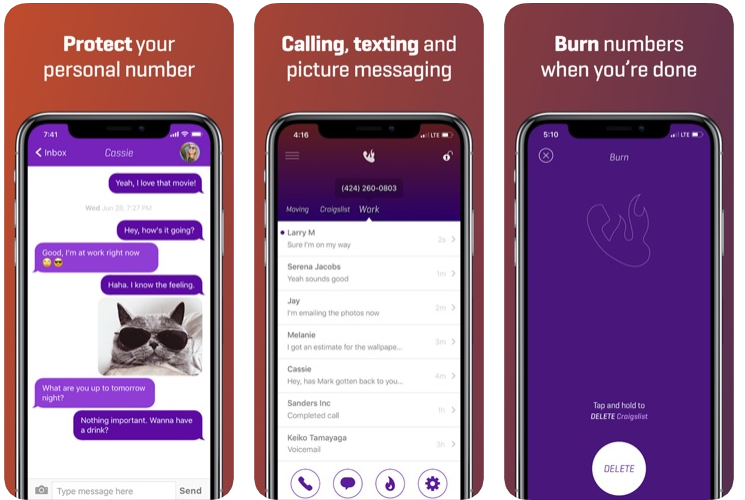 Protect your
personal number
7:41
Inbox
Cassie
Yeah, I love that movie!
Wed Jun 28, 7:27 PM
Hey, how's it going?
Good, I'm at work right now
Haha. I know the feeling.
What are you up to tomorrow
night?
Nothing important. Wanna have
a drink?
Type message here
Send
Calling, texting and
picture messaging
4:16
LTE
(424) 260-0803
Moving Craigslist Work
Larry M
Sure I'm on my way
2s
Serena Jacobs
Yeah sounds good
1m
Jay
I'm emailing the photos now
2m
Melanie
I got an estimate for the wallpape...
3m
Cassie
Hey, has Mark gotten back to you...
4m
Sanders Inc
Completed call
1h
Keiko Tamayaga
Voicemail
3h
Burn numbers
when you're done
5:10
LTE
Burn
Tap and hold to
DELETE Craigslist
DELETE